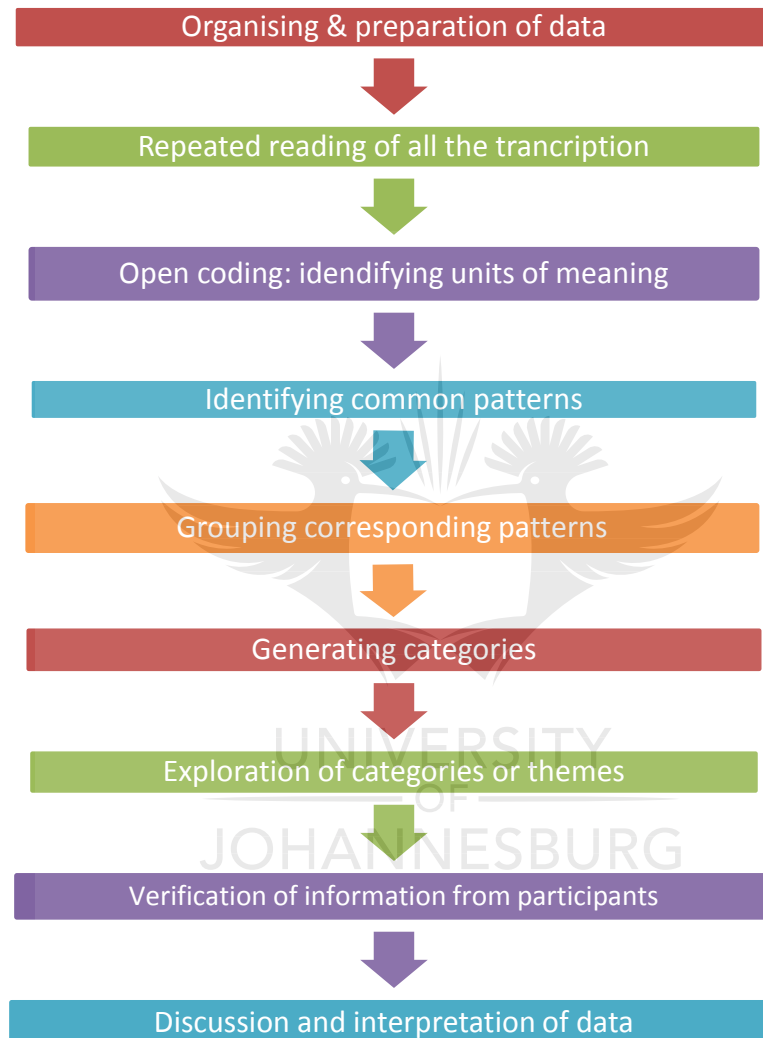 Organising & preparation of data
Repeated reading of all the trancription
Open coding: idendifying units of meaning
Identifying common patterns
Grouping corresponding patterns
Generating categories
UNIVERSITY
Exploration of categories or themes
OF
JOHANNESBURG
Verification of information from participants
Discussion and interpretation of data